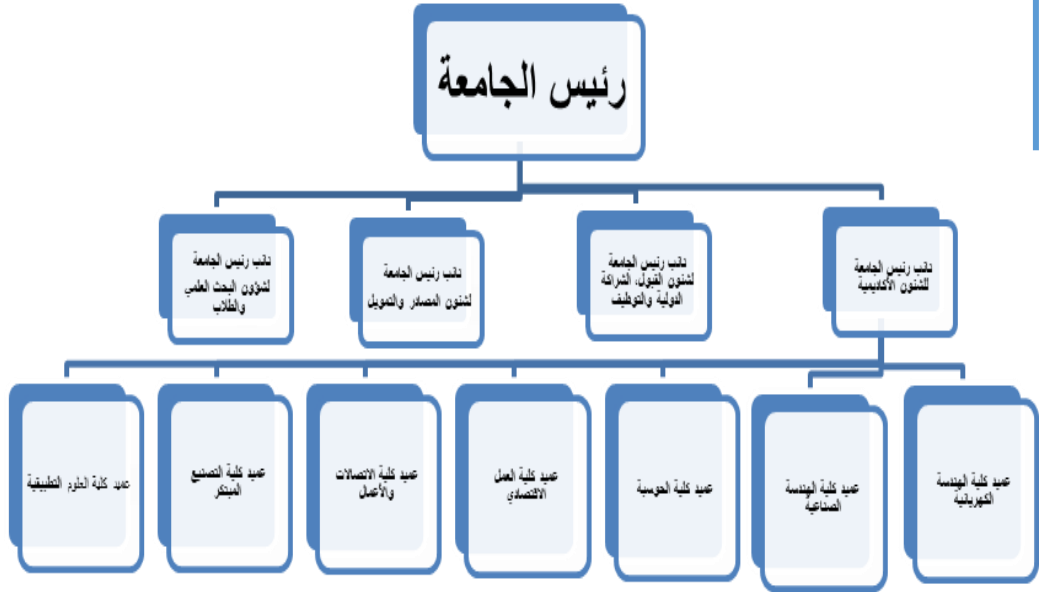 رئيس الجامعة
نائب رئيس الجامعة
للشئون الأكاديمية
نائب رئيس الجامعة
لشئون القبول، الشراكة
الدولية والتوظيف
نائب رئيس الجامعة
لشئون المصادر والتمويل
نائب رئيس الجامعة
لشؤون البحث العلمي
والطلاب
عميد كلية الهندسة
الكهربائية
عميد كلية الهندسة
الصناعية
عميد كلية الحوسبة
عميد كلية العمل
الاقتصادي
عميد كلية الاتصالات
والأعمال
عميد كلية التصنيع
المبتكر
عميد كلية العلوم التطبيقية